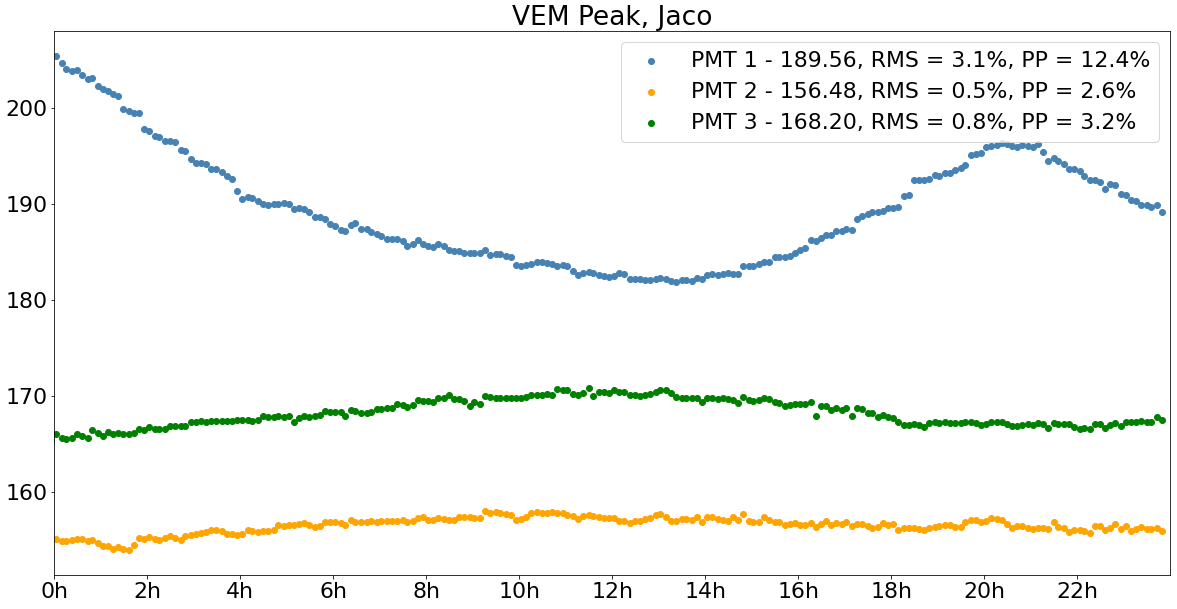 VEM Peak, Jaco
PMT 1 - 189.56, RMS = 3.1%, PP = 12.4%
PMT 2 - 156.48, RMS = 0.5%, PP = 2.6%
PMT 3 - 168.20, RMS = 0.8%, PP = 3.2%
200
190
180
170
160
0h 2h 4h 6h 8h 10h 12h 14h 16h 18h 20h 22h